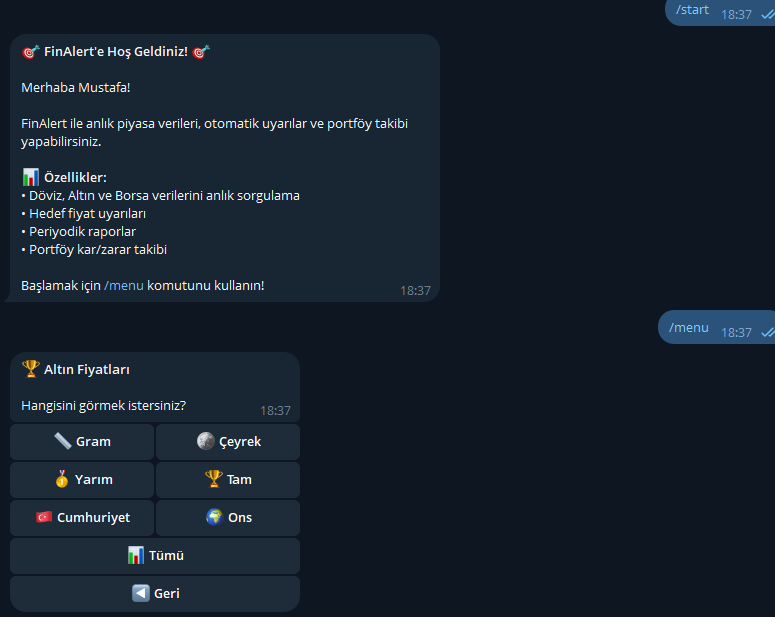 /start 18:37
FinAlert'e Hoş Geldiniz!
Merhaba Mustafa!
FinAlert ile anlık piyasa verileri, otomatik uyarılar ve portföy takibi
yapabilirsiniz.
Özellikler:
• Döviz, Altın ve Borsa verilerini anlık sorgulama
• Hedef fiyat uyarıları
• Periyodik raporlar
• Portföy kar/zarar takibi
Başlamak için /menu komutunu kullanın! 18:37
/menu 18:37
Altın Fiyatları
Hangisini görmek istersiniz? 18:37
Gram Çeyrek
Yarım Tam
Cumhuriyet Ons
Tümü
Geri